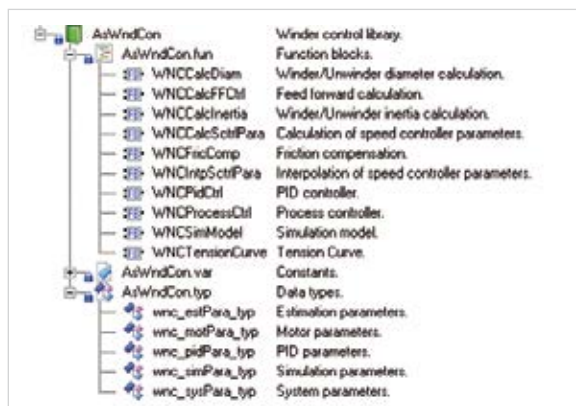 AsWndCon Winder control library.
AsWndCon.fun Function blocks.
WNCCalcDiam Winder/Unwinder diameter calculation.
WNCCalcFFCtrl Feed forward calculation.
WNCCalcInertia Winder/Unwinder inertia calculation.
WNCCalcSctrlPara Calculation of speed controller parameters.
WNCFricComp Friction compensation.
WNCIntpSctrlPara Interpolation of speed controller parameters.
WNCPidCtrl PID controller.
WNCProcessCtrl Process controller.
WNCSimModel Simulation model.
WNCTensionCurve Tension Curve.
AsWndCon.var Constants.
AsWndCon.typ Data types.
wnc_estPara_typ Estimation parameters.
wnc_motPara_typ Motor parameters.
wnc_pidPara_typ PID parameters.
wnc_simPara_typ Simulation parameters.
wnc_sysPara_typ System parameters.